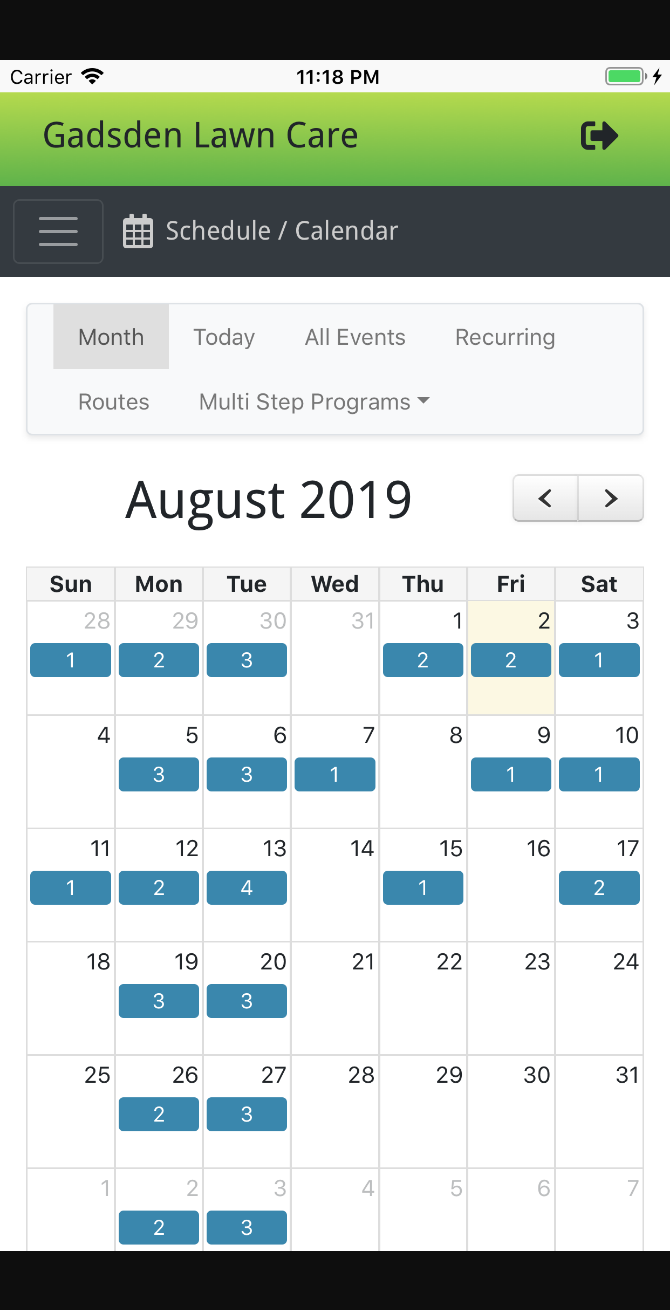 Carrier 11:18 PM
Gadsden Lawn Care
Schedule / Calendar
Month Today All Events Recurring
Routes Multi Step Programs
August 2019
Sun Mon Tue Wed Thu Fri Sat
28 29 30 31 1 2 3
1 2 3 2 2 1
4 5 6 7 8 9 10
3 3 1 1 1
11 12 13 14 15 16 17
1 2 4 1 2
18 19 20 21 22 23 24
3 3
25 26 27 28 29 30 31
2 3
1 2 3 4 5 6 7
2 3